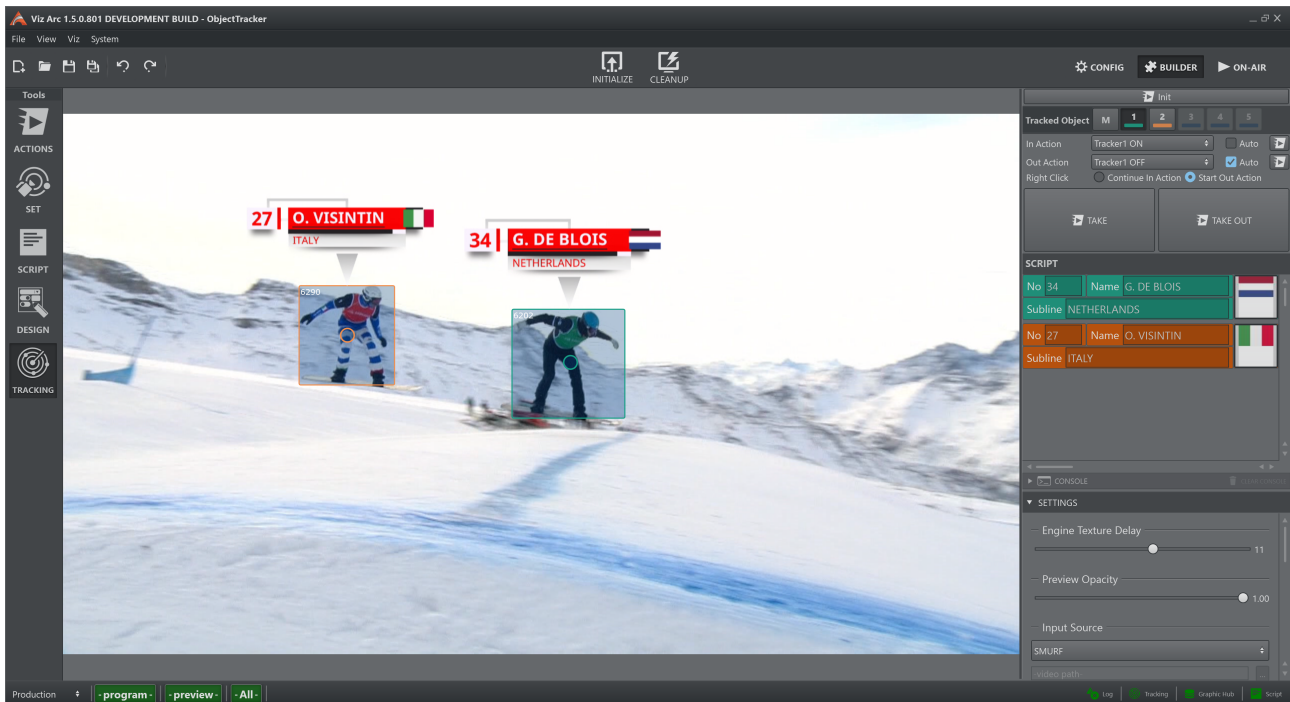 Viz Arc 1.5.0.801 DEVELOPMENT BUILD - ObjectTracker
File View Viz System
INITIALIZE CLEANUP
CONFIG BUILDER ON-AIR
Tools
ACTIONS
SET
SCRIPT
DESIGN
TRACKING
27 O. VISINTIN
ITALY
34 G. DE BLOIS
NETHERLANDS
6290
6202
Init
Tracked Object M 1 2 3 4 5
In Action Tracker1 ON Auto
Out Action Tracker1 OFF Auto
Right Click Continue In Action Start Out Action
TAKE TAKE OUT
SCRIPT
No 34 Name G. DE BLOIS
Subline NETHERLANDS
No 27 Name O. VISINTIN
Subline ITALY
CONSOLE
SETTINGS
Engine Texture Delay
11
Preview Opacity
1.00
Input Source
SMURF
-video path- ...
Production -program- -preview- -All- Log Tracking Graphic Hub Script